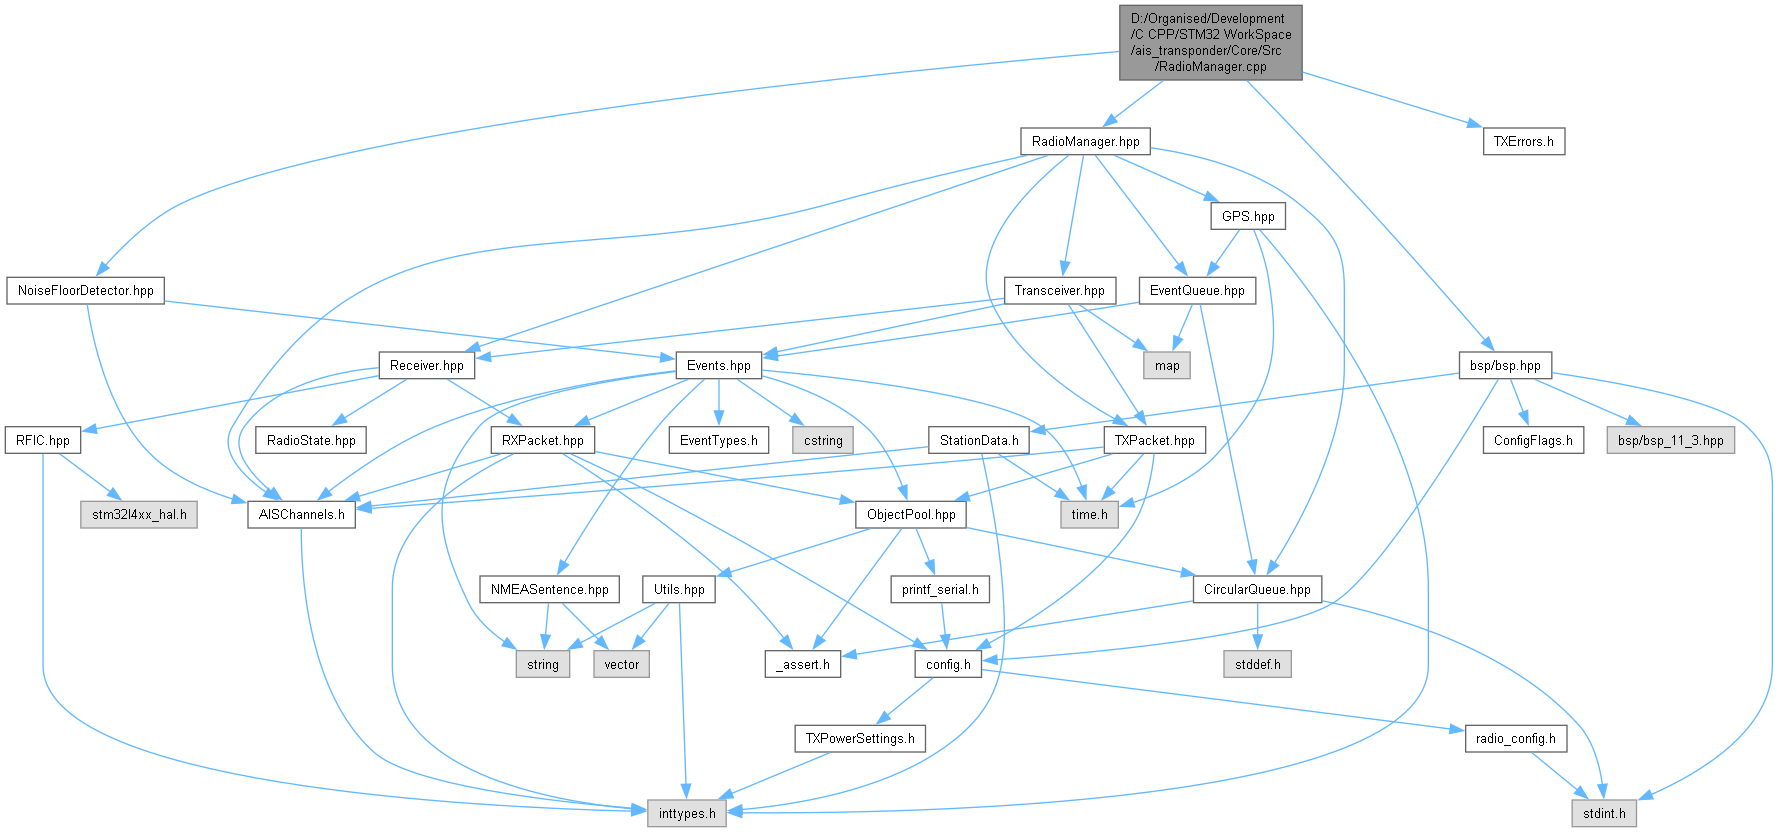 D:/Organised/Development
/C CPP/STM32 WorkSpace
/ais_transponder/Core/Src
/RadioManager.cpp
TXErrors.h
RadioManager.hpp
GPS.hpp
NoiseFloorDetector.hpp
Transceiver.hpp
EventQueue.hpp
Receiver.hpp
Events.hpp
map
bsp/bsp.hpp
RFIC.hpp
RadioState.hpp
RXPacket.hpp
EventTypes.h
cstring
StationData.h
TXPacket.hpp
ConfigFlags.h
bsp/bsp_11_3.hpp
stm32l4xx_hal.h
AISChannels.h
ObjectPool.hpp
time.h
NMEASentence.hpp
Utils.hpp
printf_serial.h
CircularQueue.hpp
string
vector
_assert.h
config.h
stddef.h
TXPowerSettings.h
radio_config.h
inttypes.h
stdint.h